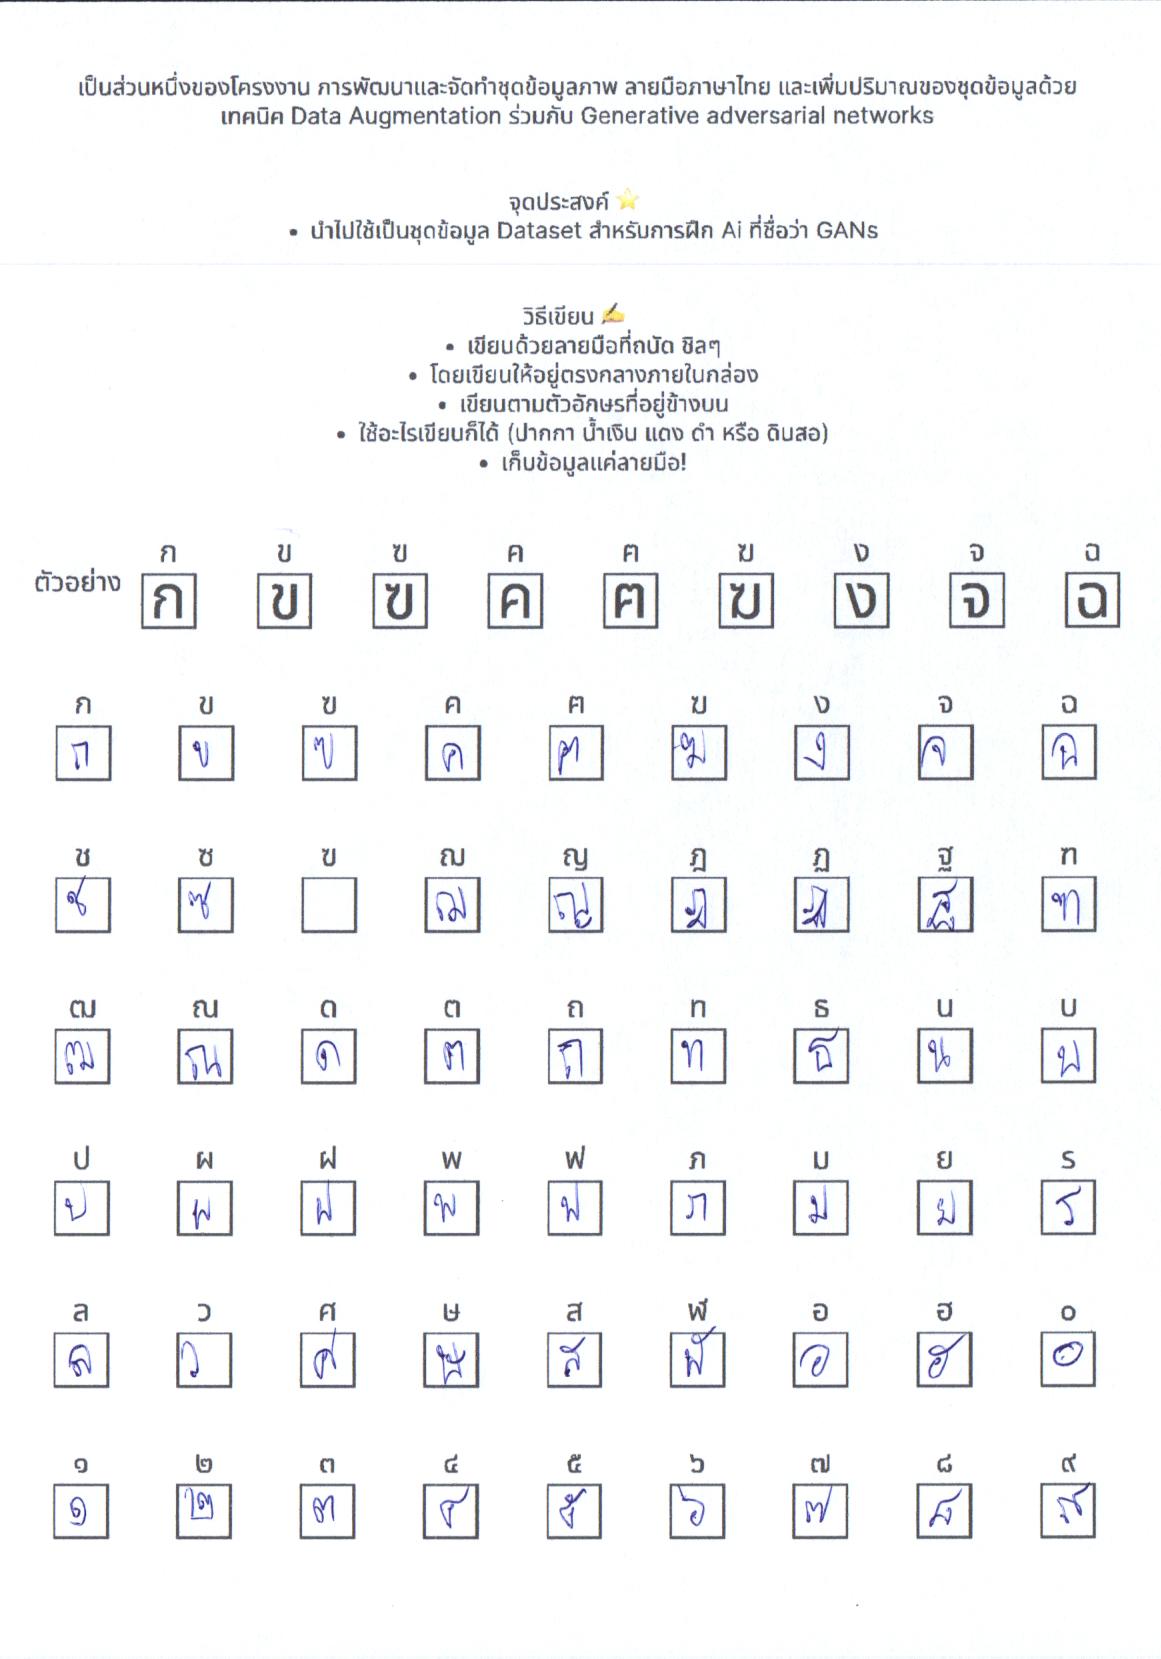 เป็นส่วนหนึ่งของโครงงาน การพัฒนาและจัดทำชุดข้อมูลภาพ ลายมือภาษาไทย และเพิ่มปริมาณของชุดข้อมูลด้วย
เทคนิค Data Augmentation ร่วมกับ Generative adversarial networks
จุดประสงค์ ⭐
• นำไปใช้เป็นชุดข้อมูล Dataset สำหรับการฝึก Ai ที่ชื่อว่า GANs
วิธีเขียน ✍
• เขียนด้วยลายมือที่ถนัด ชิลๆ
• โดยเขียนให้อยู่ตรงกลางภายในกล่อง
• เขียนตามตัวอักษรที่อยู่ข้างบน
• ใช้อะไรเขียนก็ได้ (ปากกา น้ำเงิน แดง ดำ หรือ ดินสอ)
• เก็บข้อมูลแค่ลายมือ!
ก ข ฃ ค ฅ ฆ ง จ ฉ
ตัวอย่าง ก ข ฃ ค ฅ ฆ ง จ ฉ
ก ข ฃ ค ฅ ฆ ง จ ฉ
ก ข ฃ ค ฅ ฆ ง จ ฉ
ช ซ ฃ ฌ ญ ฎ ฏ ฐ ฑ
ช ซ ฌ ญ ฎ ฏ ฐ ฑ
ฒ ณ ด ต ถ ท ธ น บ
ฒ ณ ด ต ถ ท ธ น บ
ป ผ ฝ พ ฟ ภ ม ย ร
ป ผ ฝ พ ฟ ภ ม ย ร
ล ว ศ ษ ส ฬ อ ฮ ๐
ล ว ศ ษ ส ฬ อ ฮ ๐
๑ ๒ ๓ ๔ ๕ ๖ ๗ ๘ ๙
๑ ๒ ๓ ๔ ๕ ๖ ๗ ๘ ๙